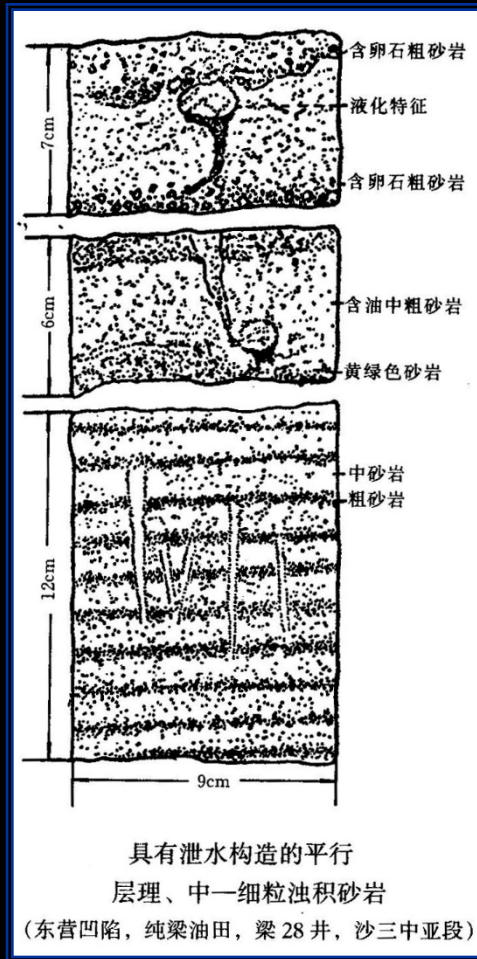 含卵石粗砂岩
液化特征
7cm
含卵石粗砂岩
6cm
含油中粗砂岩
黄绿色砂岩
中砂岩
粗砂岩
12cm
9cm
具有泄水构造的平行
层理、中—细粒浊积砂岩
(东营凹陷，纯梁油田，梁 28 井，沙三中亚段)